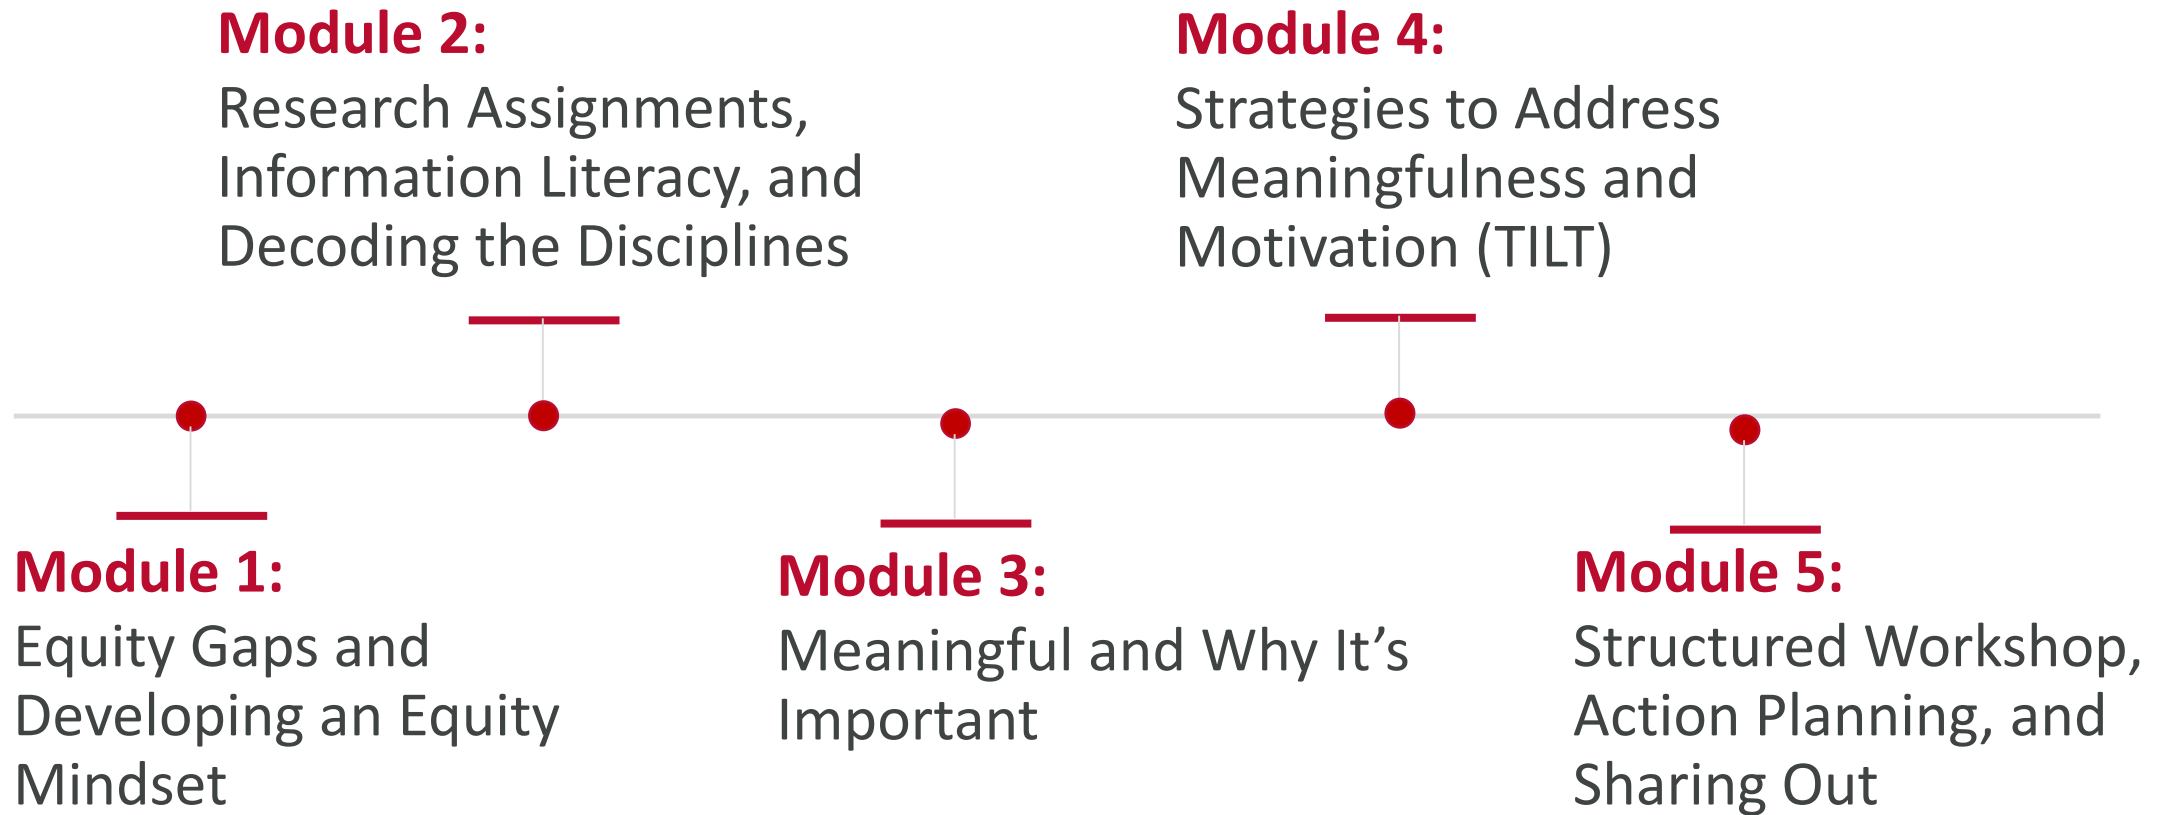 Module 2:
Research Assignments,
Information Literacy, and
Decoding the Disciplines
Module 4:
Strategies to Address
Meaningfulness and
Motivation (TILT)
Module 1:
Equity Gaps and
Developing an Equity
Mindset
Module 3:
Meaningful and Why It’s
Important
Module 5:
Structured Workshop,
Action Planning, and
Sharing Out